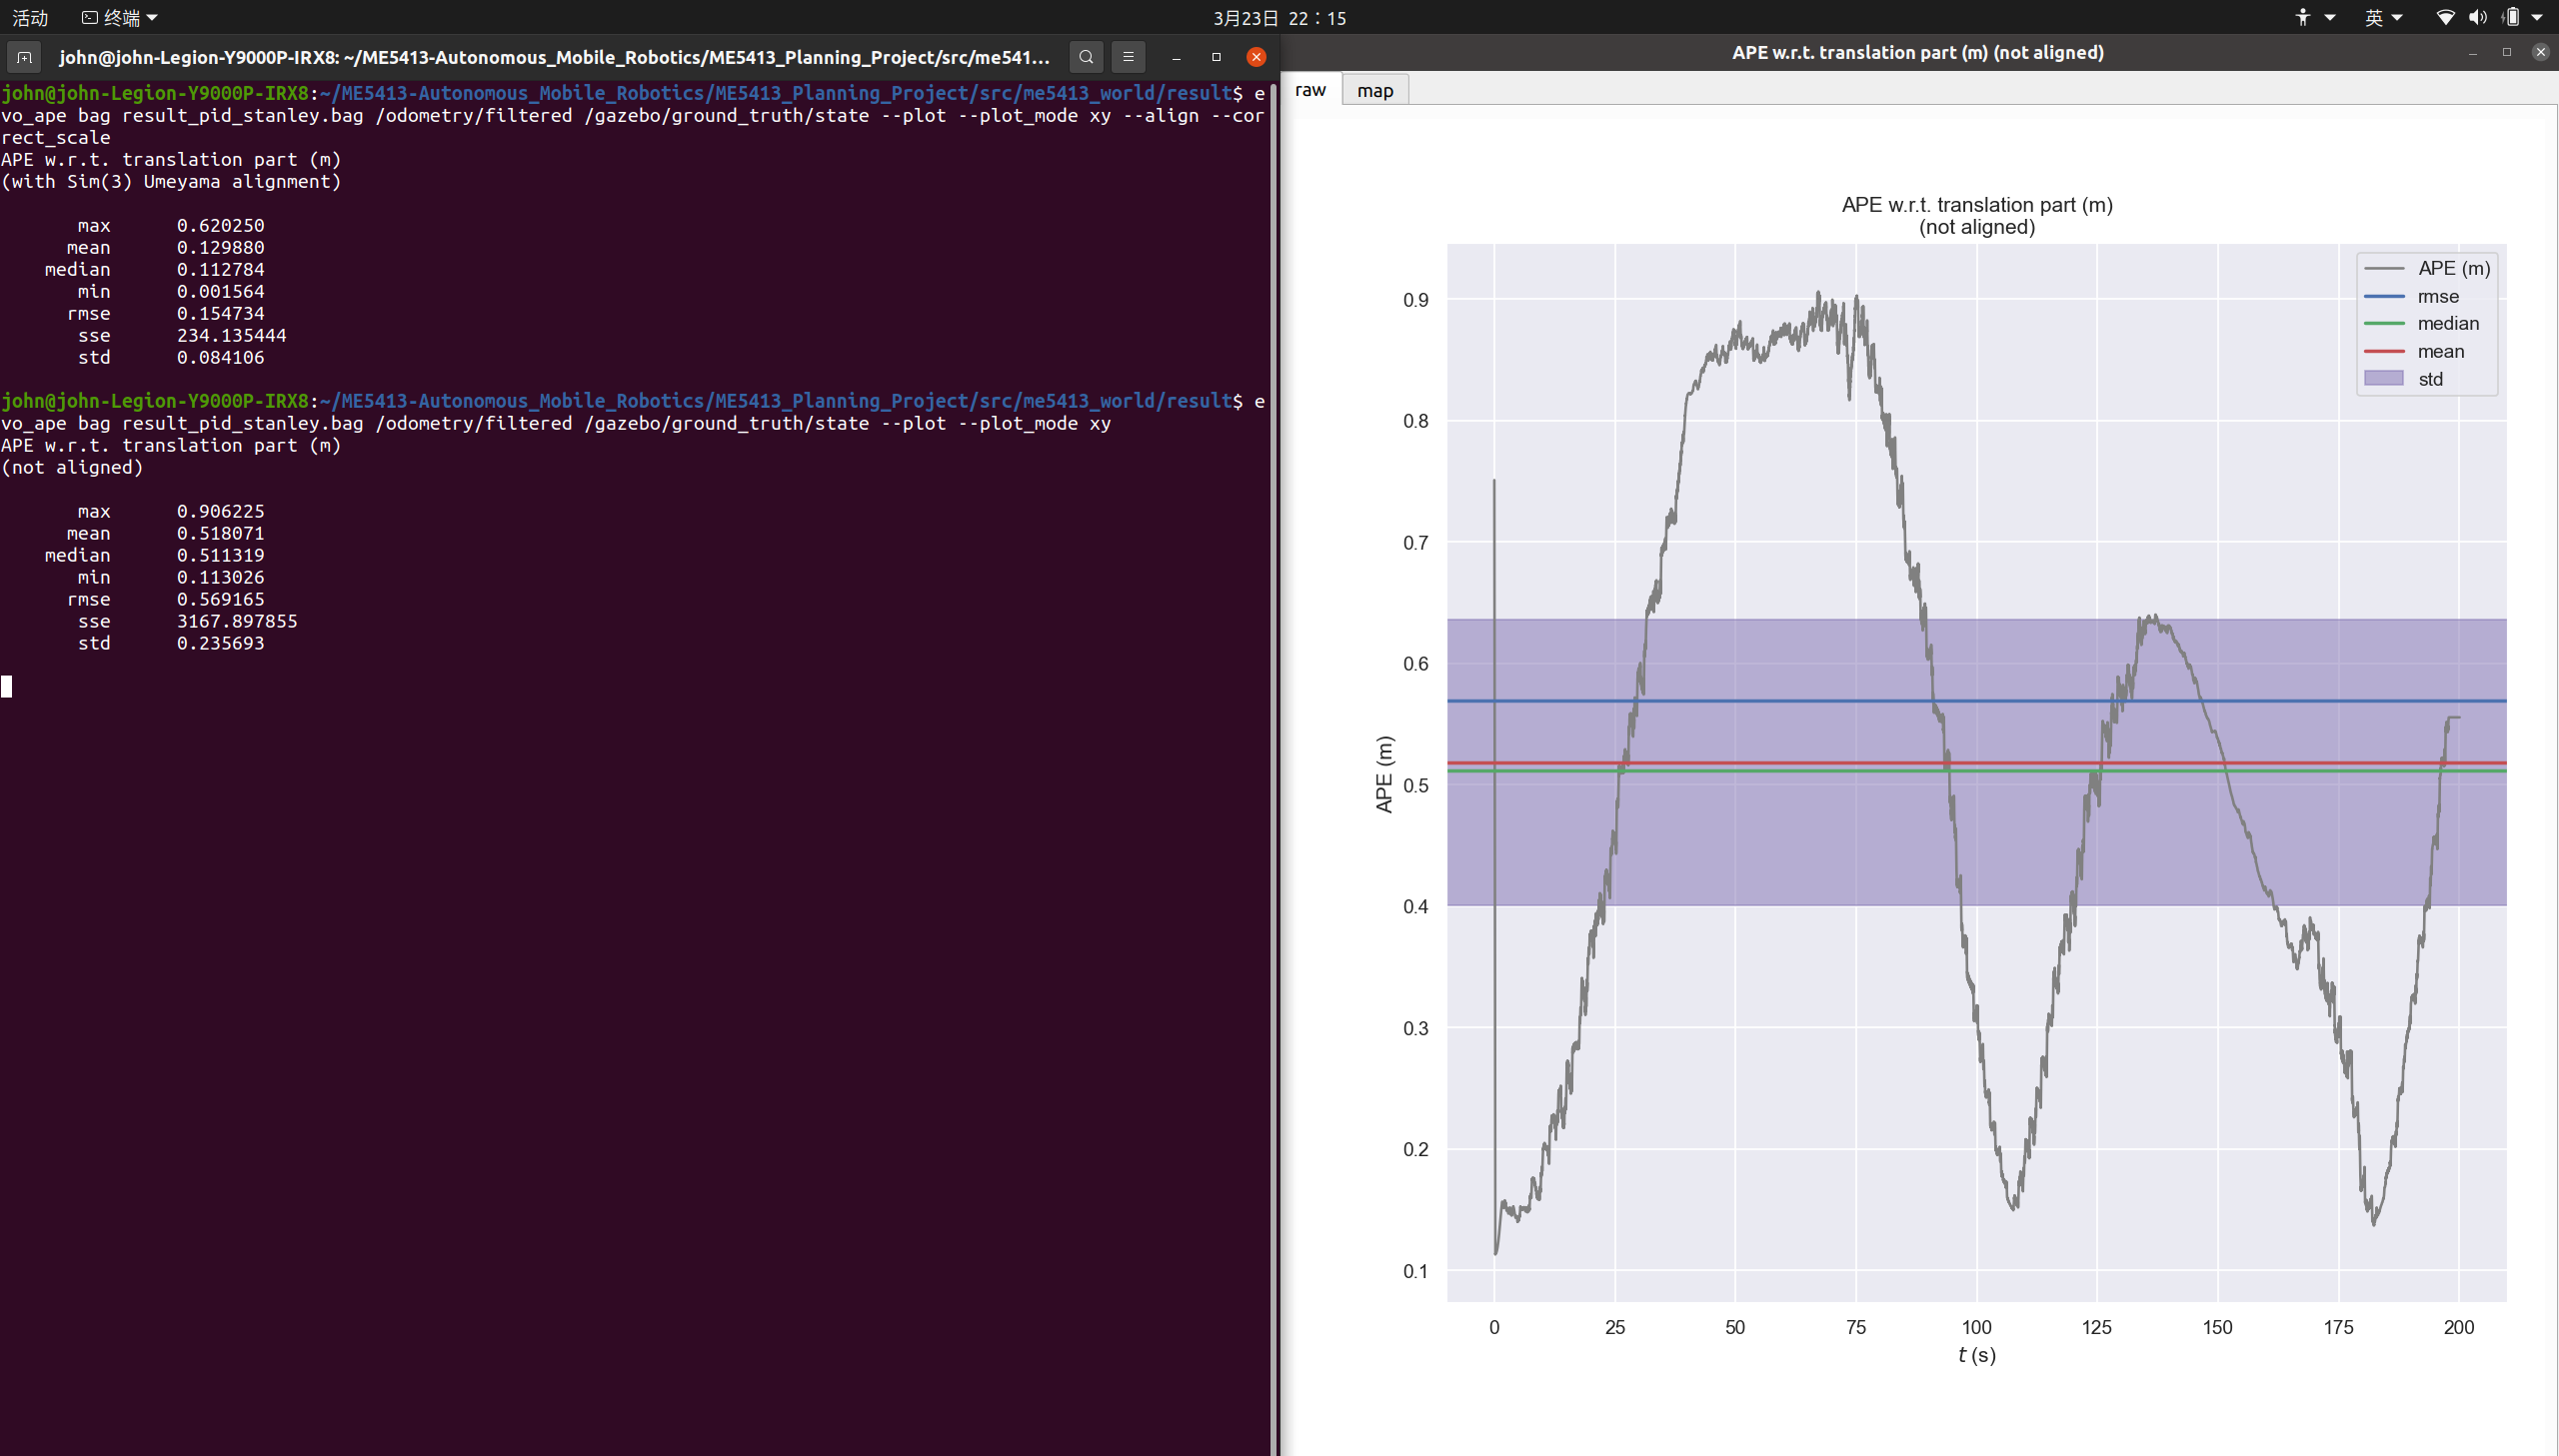 活动 终端 3月23日 22：15 英
john@john-Legion-Y9000P-IRX8: ~/ME5413-Autonomous_Mobile_Robotics/ME5413_Planning_Project/src/me541...
john@john-Legion-Y9000P-IRX8:~/ME5413-Autonomous_Mobile_Robotics/ME5413_Planning_Project/src/me5413_world/result$ e
vo_ape bag result_pid_stanley.bag /odometry/filtered /gazebo/ground_truth/state --plot --plot_mode xy --align --cor
rect_scale
APE w.r.t. translation part (m)
(with Sim(3) Umeyama alignment)
max 0.620250
mean 0.129880
median 0.112784
min 0.001564
rmse 0.154734
sse 234.135444
std 0.084106
john@john-Legion-Y9000P-IRX8:~/ME5413-Autonomous_Mobile_Robotics/ME5413_Planning_Project/src/me5413_world/result$ e
vo_ape bag result_pid_stanley.bag /odometry/filtered /gazebo/ground_truth/state --plot --plot_mode xy
APE w.r.t. translation part (m)
(not aligned)
max 0.906225
mean 0.518071
median 0.511319
min 0.113026
rmse 0.569165
sse 3167.897855
std 0.235693
APE w.r.t. translation part (m) (not aligned)
raw map
APE w.r.t. translation part (m)
(not aligned)
APE (m)
rmse
median
mean
std
0.9
0.8
0.7
0.6
0.5
0.4
0.3
0.2
0.1
APE (m)
0 25 50 75 100 125 150 175 200
t (s)